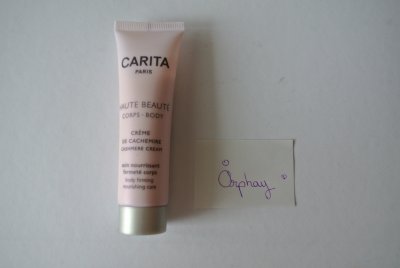 CARITA
PARIS
HAUTE BEAUTÉ
CORPS - BODY
CRÈME
DE CACHEMIRE
CASHMERE CREAM
soin nourrissant
fermeté corps
body firming
nourishing care
Orphay